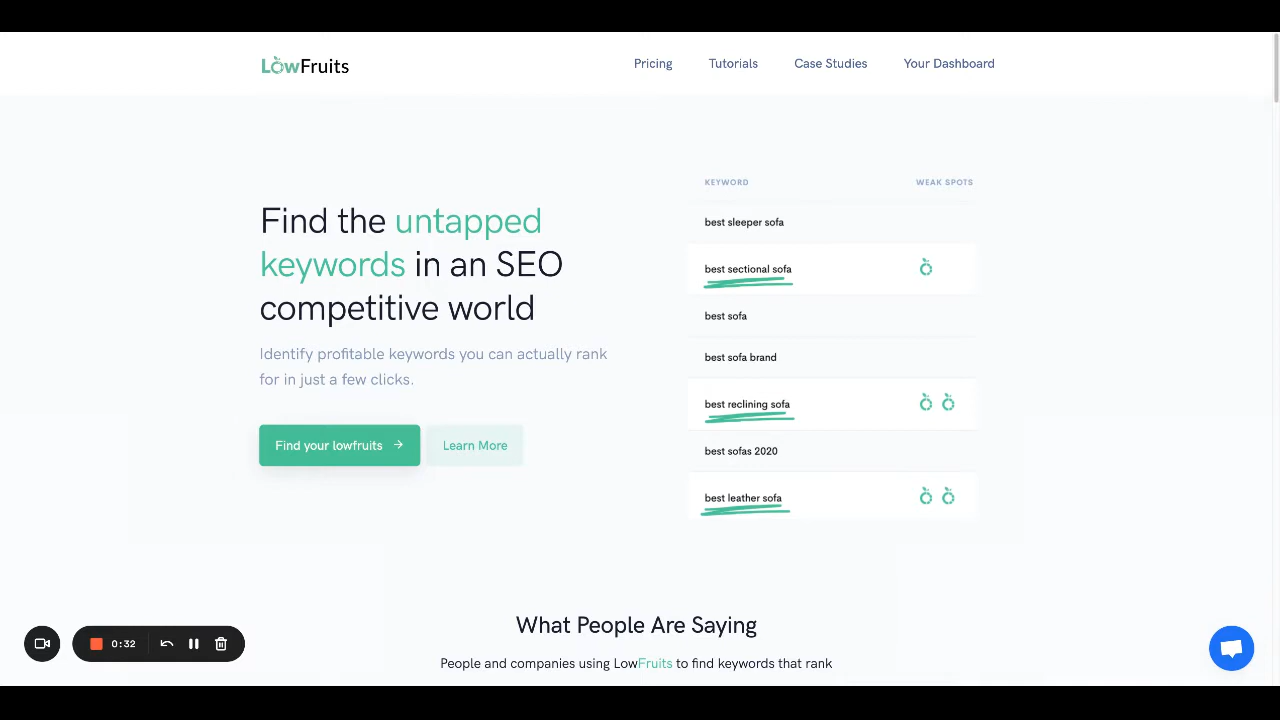 LowFruits
Pricing
Tutorials
Case Studies
Your Dashboard
Find the untapped
keywords in an SEO
competitive world
Identify profitable keywords you can actually rank
for in just a few clicks.
Find your lowfruits →
Learn More
KEYWORD
WEAK SPOTS
best sleeper sofa
best sectional sofa
best sofa
best sofa brand
best reclining sofa
best sofas 2020
best leather sofa
What People Are Saying
People and companies using LowFruits to find keywords that rank
0:32